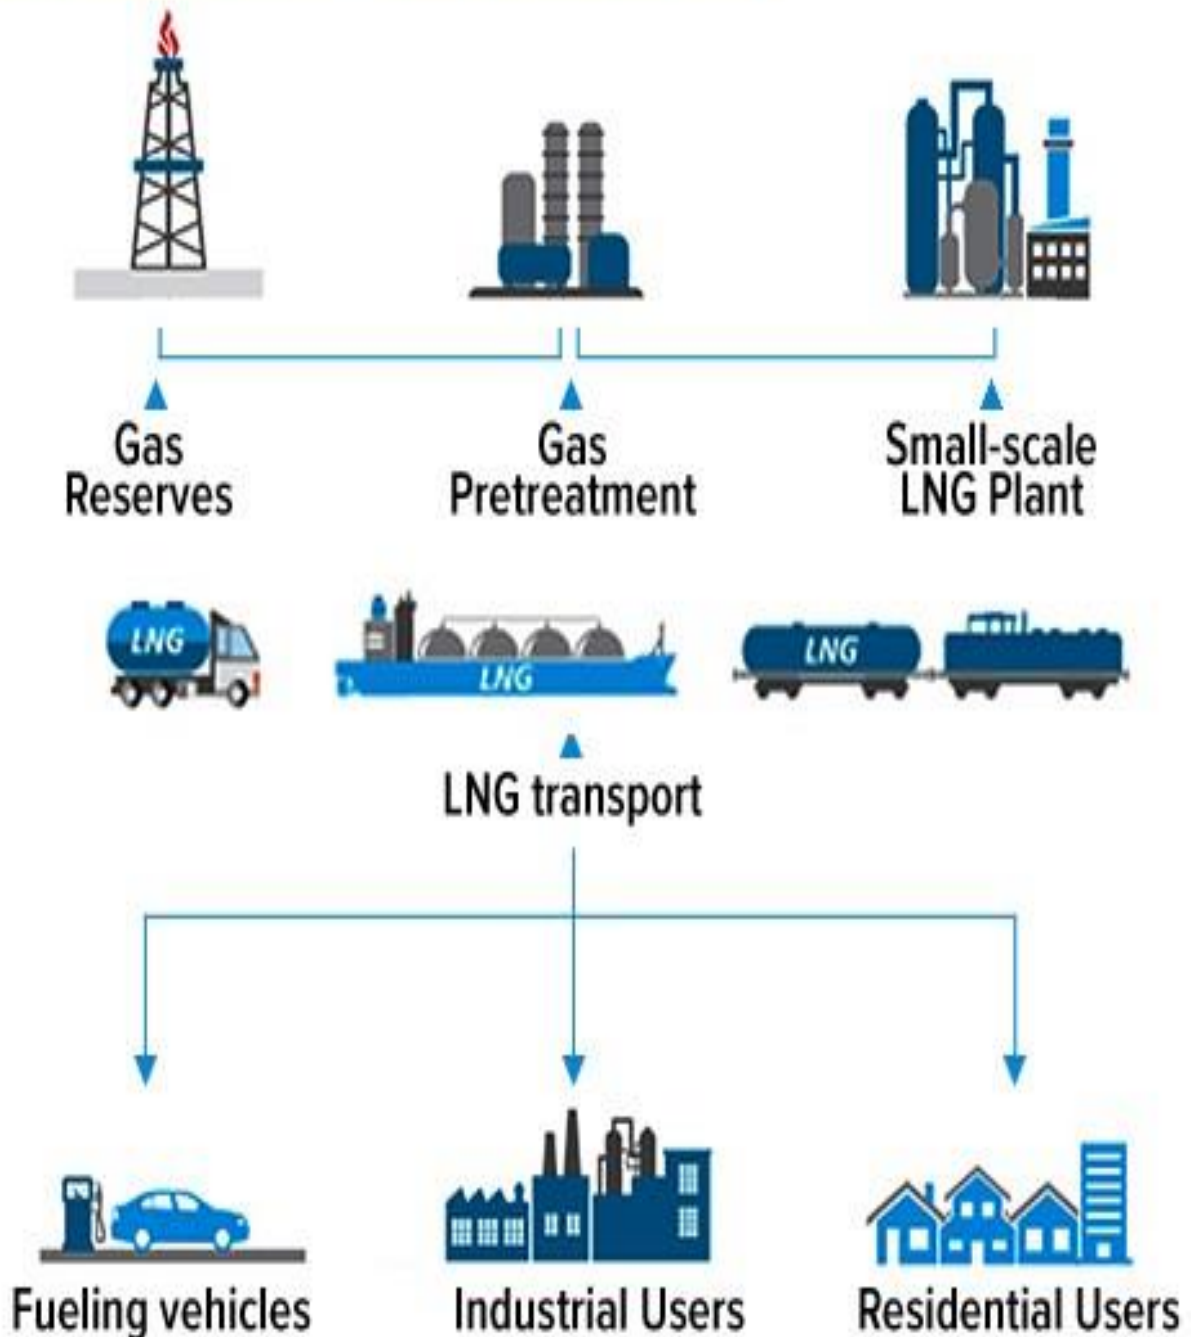 Gas
Reserves
Gas
Pretreatment
Small-scale
LNG Plant
LNG
LNG
LNG
LNG transport
Fueling vehicles
Industrial Users
Residential Users